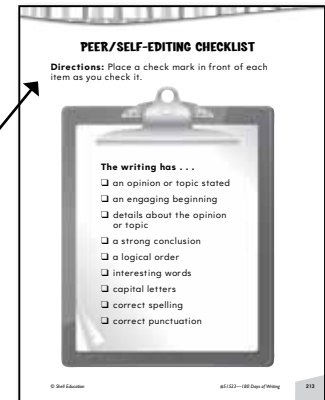 PEER/SELF-EDITING CHECKLIST
Directions: Place a check mark in front of each
item as you check it.
The writing has . . .
❑ an opinion or topic stated
❑ an engaging beginning
❑ details about the opinion
or topic
❑ a strong conclusion
❑ a logical order
❑ interesting words
❑ capital letters
❑ correct spelling
❑ correct punctuation
© Shell Education
#51523—180 Days of Writing
213